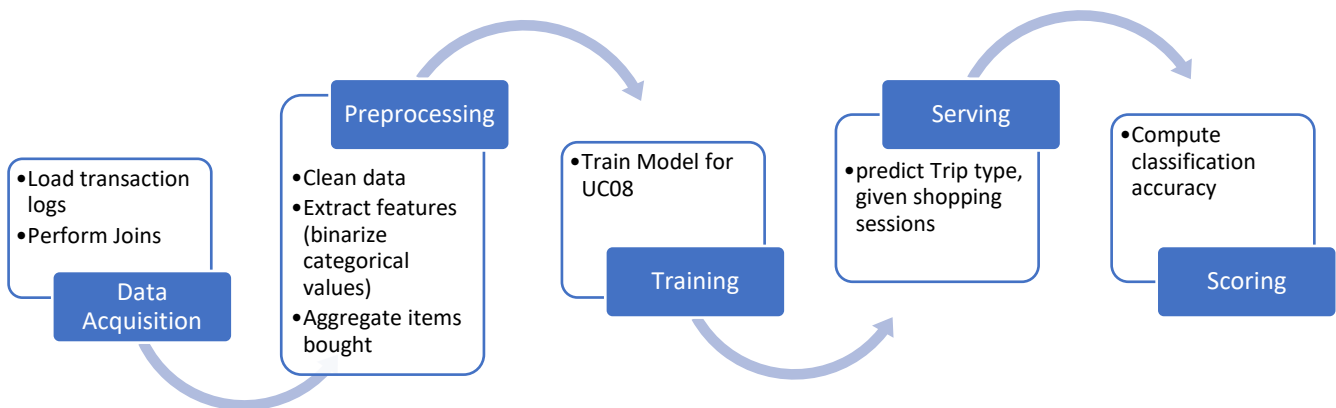 •Load transaction
logs
•Perform Joins
Data
Acquisition
Preprocessing
•Clean data
•Extract features
(binarize
categorical
values)
•Aggregate items
bought
•Train Model for
UC08
Training
Serving
•predict Trip type,
given shopping
sessions
•Compute
classification
accuracy
Scoring